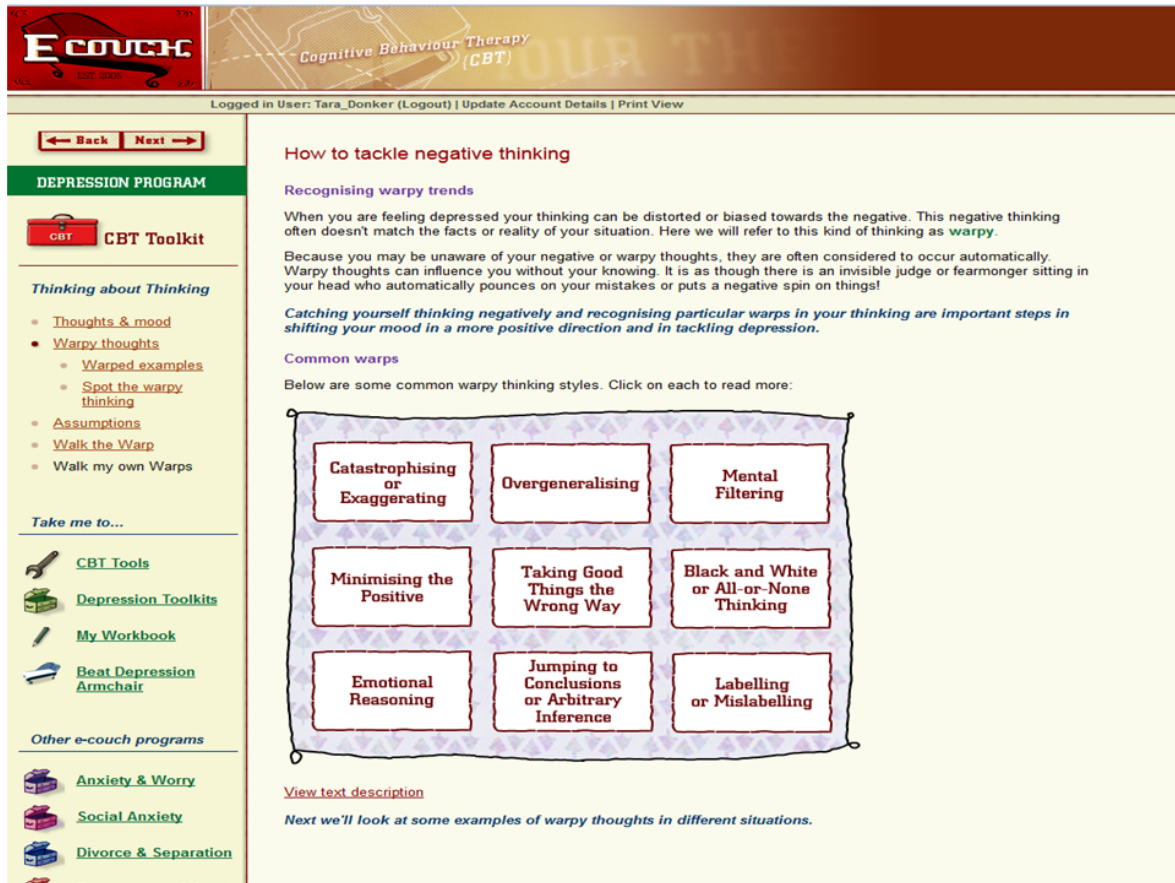 E COUCH
EST. 2005
Cognitive Behaviour Therapy
(CBT)
OUR THE
Logged in User: Tara_Donker (Logout) | Update Account Details | Print View
Back Next
DEPRESSION PROGRAM
CBT
CBT Toolkit
Thinking about Thinking
Thoughts & mood
Warpy thoughts
Warped examples
Spot the warpy
thinking
Assumptions
Walk the Warp
Walk my own Warps
Take me to...
CBT Tools
Depression Toolkits
My Workbook
Beat Depression
Armchair
Other e-couch programs
Anxiety & Worry
Social Anxiety
Divorce & Separation
How to tackle negative thinking
Recognising warpy trends
When you are feeling depressed your thinking can be distorted or biased towards the negative. This negative thinking
often doesn't match the facts or reality of your situation. Here we will refer to this kind of thinking as warpy.
Because you may be unaware of your negative or warpy thoughts, they are often considered to occur automatically.
Warpy thoughts can influence you without your knowing. It is as though there is an invisible judge or fearmonger sitting in
your head who automatically pounces on your mistakes or puts a negative spin on things!
Catching yourself thinking negatively and recognising particular warps in your thinking are important steps in
shifting your mood in a more positive direction and in tackling depression.
Common warps
Below are some common warpy thinking styles. Click on each to read more:
Catastrophising
or
Exaggerating
Overgeneralising
Mental
Filtering
Minimising the
Positive
Taking Good
Things the
Wrong Way
Black and White
or All-or-None
Thinking
Emotional
Reasoning
Jumping to
Conclusions
or Arbitrary
Inference
Labelling
or Mislabelling
View text description
Next we'll look at some examples of warpy thoughts in different situations.